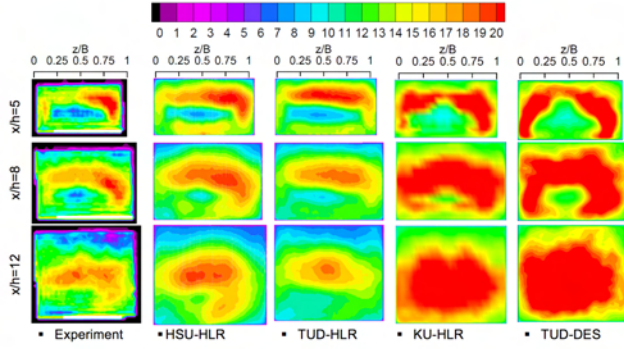 0 1 2 3 4 5 6 7 8 9 10 11 12 13 14 15 16 17 18 19 20
z/B z/B z/B z/B z/B
0 0.25 0.5 0.75 1 0 0.25 0.5 0.75 1 0 0.25 0.5 0.75 1 0 0.25 0.5 0.75 1 0 0.25 0.5 0.75 1
x/h=5
x/h=8
x/h=12
▪ Experiment ▪ HSU-HLR ▪ TUD-HLR ▪ KU-HLR ▪ TUD-DES